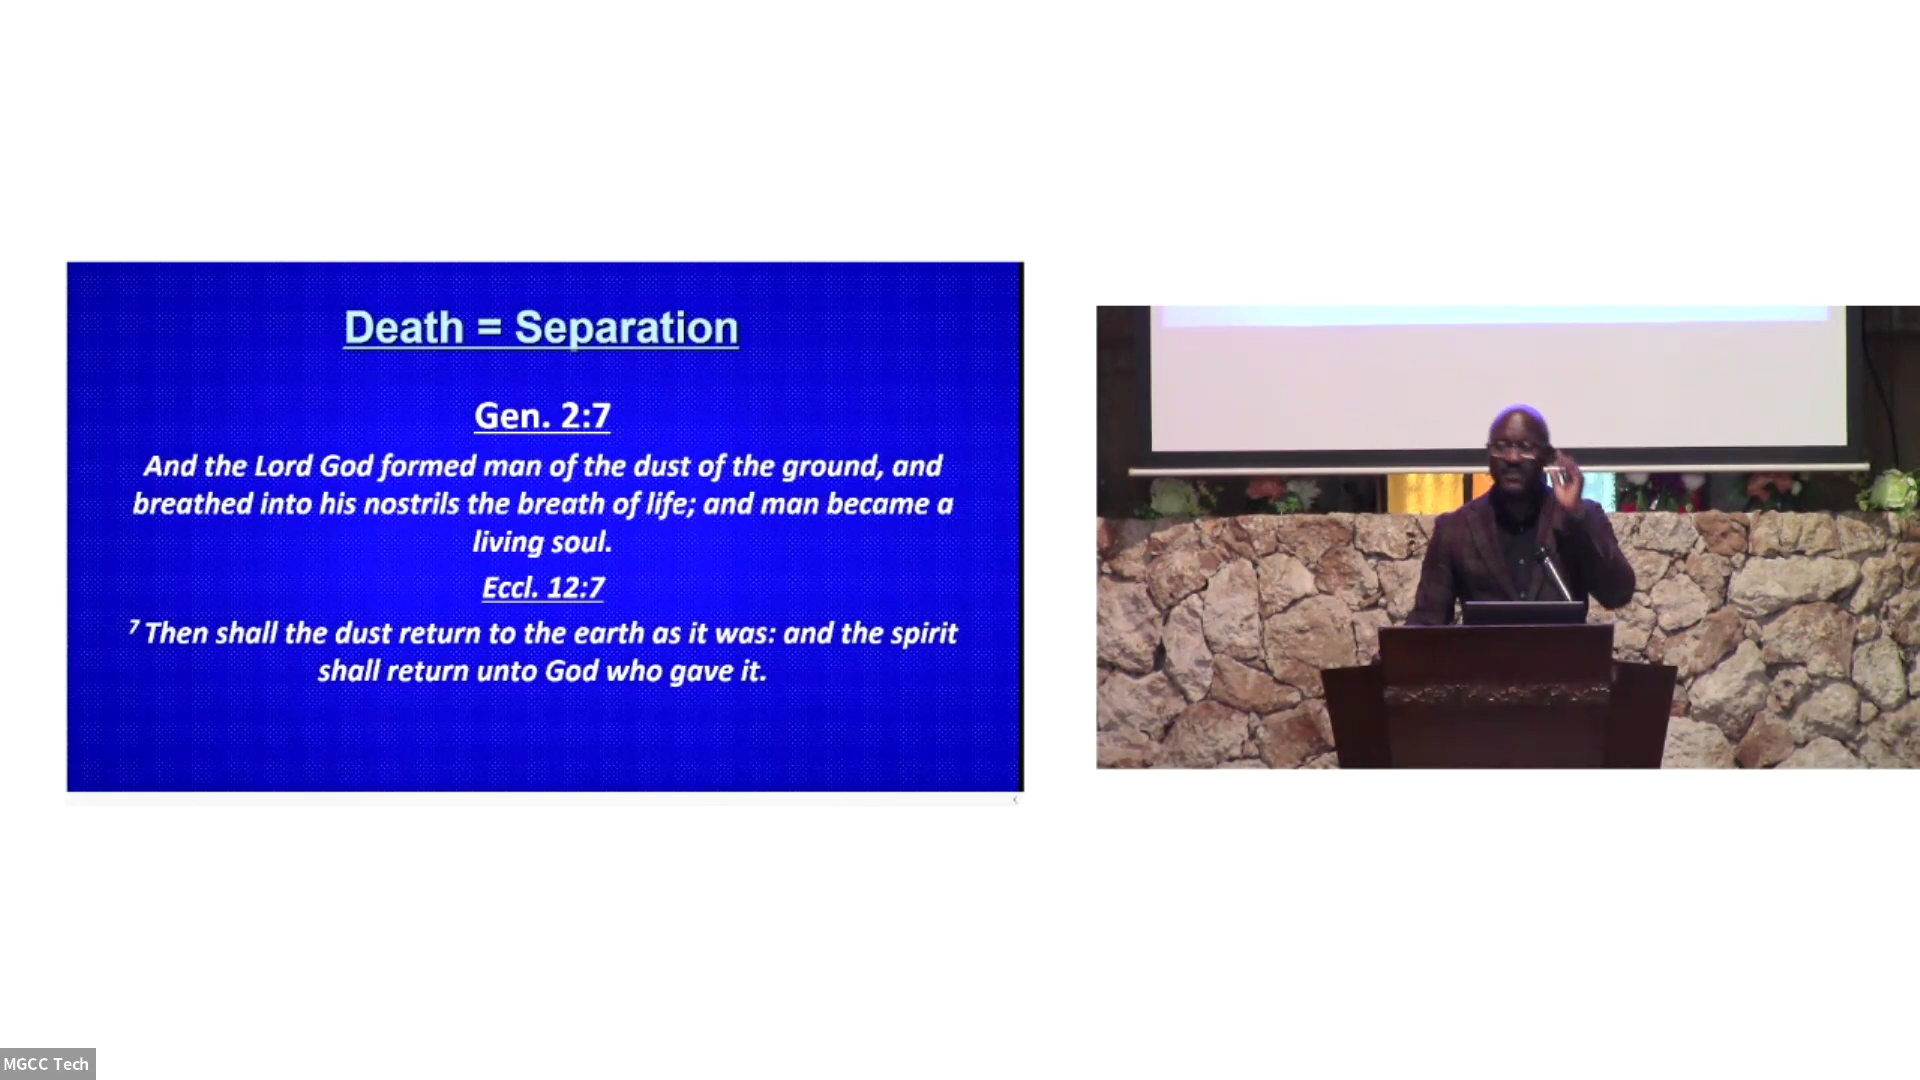 Death = Separation
Gen. 2:7
And the Lord God formed man of the dust of the ground, and
breathed into his nostrils the breath of life; and man became a
living soul.
Eccl. 12:7
7 Then shall the dust return to the earth as it was: and the spirit
shall return unto God who gave it.
MGCC Tech